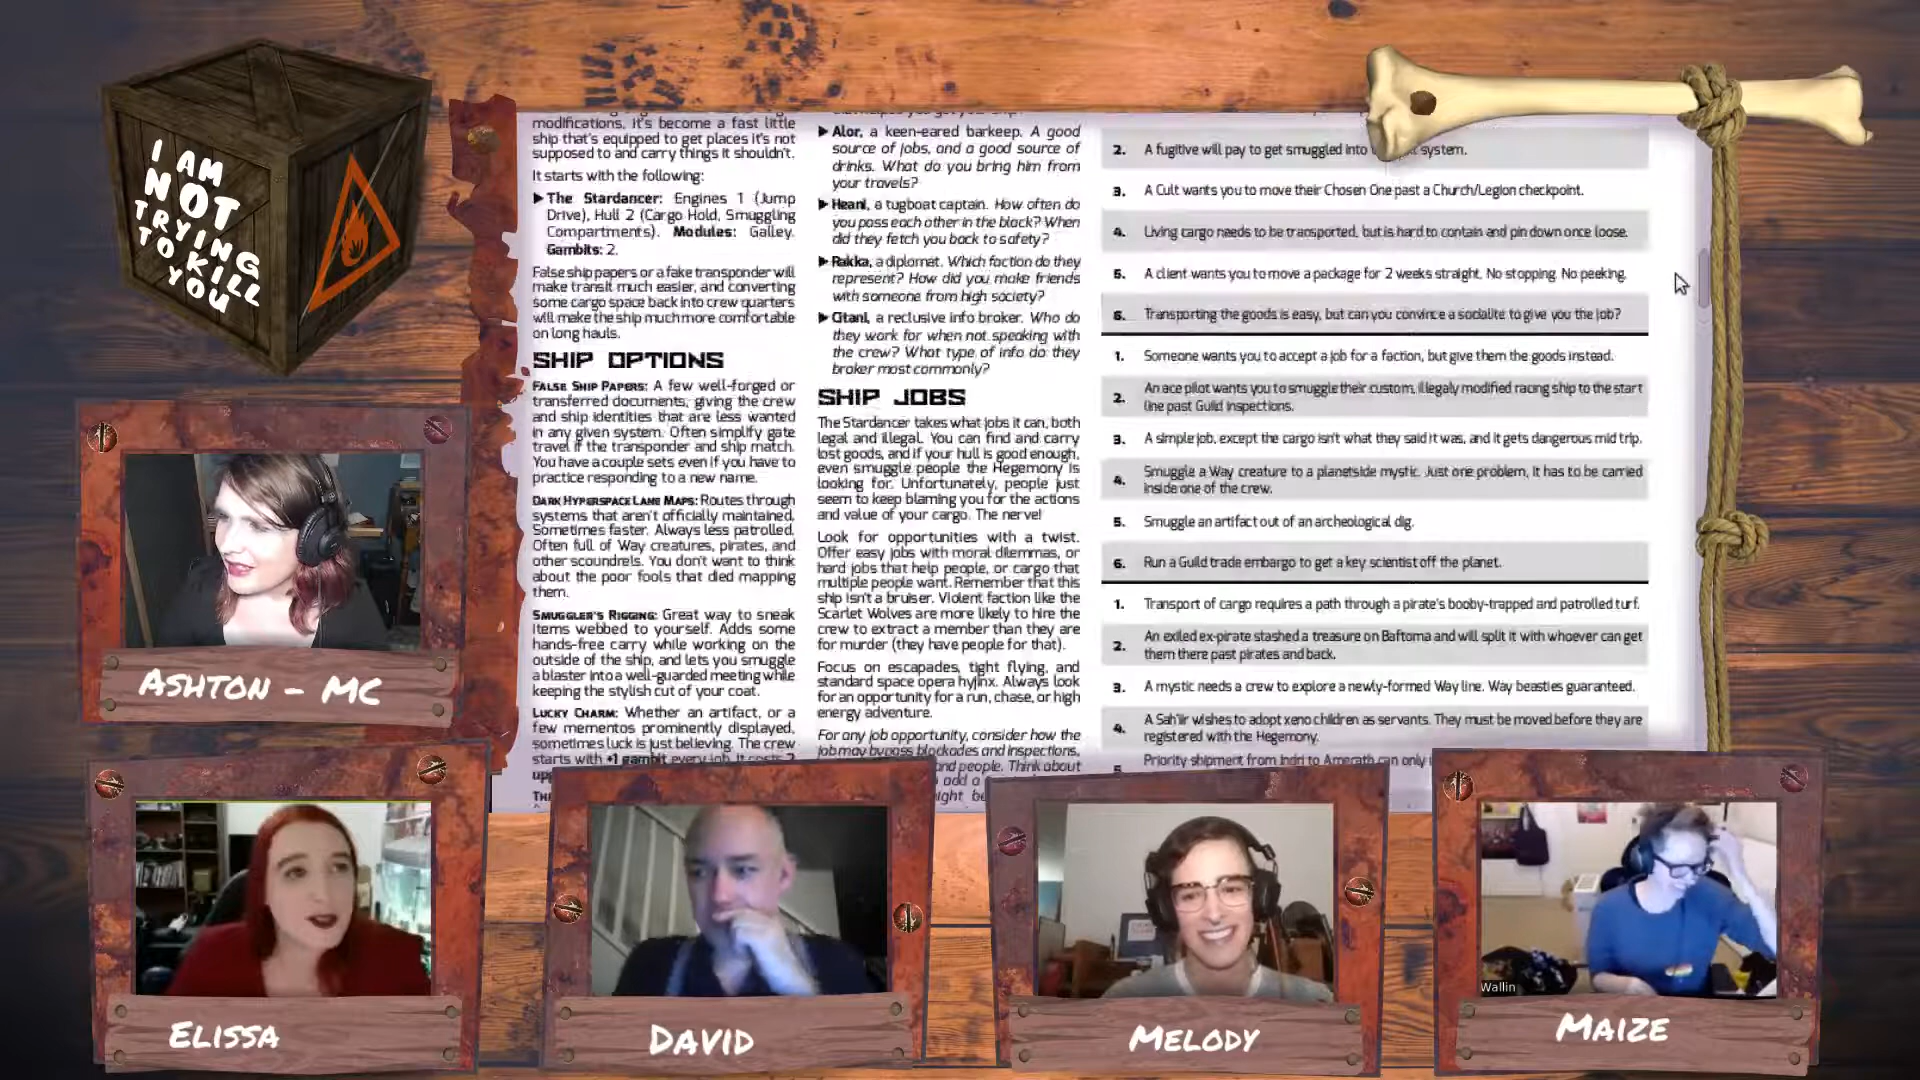 I AM
NOT
TRYING
TO KILL
YOU
modifications, it's become a fast little
ship that's equipped to get places it's not
supposed to and carry things it shouldn't.
It starts with the following:
▶ The Stardancer: Engines 1 (Jump
Drive), Hull 2 (Cargo Hold, Smuggling
Compartments). Modules: Galley.
Gambits: 2.
False ship papers or a fake transponder will
make transit much easier, and converting
some cargo space back into crew quarters
will make the ship much more comfortable
on long hauls.
SHIP OPTIONS
FALSE SHIP PAPERS: A few well-forged or
transferred documents, giving the crew
and ship identities that are less wanted
in any given system. Often simplify gate
travel if the transponder and ship match.
You have a couple sets even if you have to
practice responding to a new name.
DARK HYPERSPACE LANE MAPS: Routes through
systems that aren't officially maintained.
Sometimes faster. Always less patrolled.
Often full of Way creatures, pirates, and
other scoundrels. You don't want to think
about the poor fools that died mapping
them.
SMUGGLER'S RIGGING: Great way to sneak
items webbed to yourself. Adds some
hands-free carry while working on the
outside of the ship, and lets you smuggle
a blaster into a well-guarded meeting while
keeping the stylish cut of your coat.
LUCKY CHARM: Whether an artifact, or a
few mementos prominently displayed,
sometimes luck is just believing. The crew
starts with +1 gambit every job. It costs 2
▶ Alor, a keen-eared barkeep. A good
source of jobs, and a good source of
drinks. What do you bring him from
your travels?
▶ Heani, a tugboat captain. How often do
you pass each other in the black? When
did they fetch you back to safety?
▶ Rakka, a diplomat. Which faction do they
represent? How did you make friends
with someone from high society?
▶ Citani, a reclusive info broker. Who do
they work for when not speaking with
the crew? What type of info do they
broker most commonly?
SHIP JOBS
The Stardancer takes what jobs it can, both
legal and illegal. You can find and carry
lost goods, and if your hull is good enough,
even smuggle people the Hegemony is
looking for. Unfortunately, people just
seem to keep blaming you for the actions
and value of your cargo. The nerve!
Look for opportunities with a twist.
Offer easy jobs with moral dilemmas, or
hard jobs that help people, or cargo that
multiple people want. Remember that this
ship isn't a bruiser. Violent faction like the
Scarlet Wolves are more likely to hire the
crew to extract a member than they are
for murder (they have people for that).
Focus on escapades, tight flying, and
standard space opera hyjinx. Always look
for an opportunity for a run, chase, or high
energy adventure.
For any job opportunity, consider how the
job may bypass blockades and inspections,
and people. Think about
add a
ght be
2. A fugitive will pay to get smuggled into system.
3. A Cult wants you to move their Chosen One past a Church/Legion checkpoint.
4. Living cargo needs to be transported, but is hard to contain and pin down once loose.
5. A client wants you to move a package for 2 weeks straight. No stopping. No peeking.
6. Transporting the goods is easy, but can you convince a socialite to give you the job?
1. Someone wants you to accept a job for a faction, but give them the goods instead.
2. An ace pilot wants you to smuggle their custom, illegally modified racing ship to the start
line past Guild inspections.
3. A simple job, except the cargo isn't what they said it was, and it gets dangerous mid trip.
4. Smuggle a Way creature to a planetside mystic. Just one problem, it has to be carried
inside one of the crew.
5. Smuggle an artifact out of an archeological dig.
6. Run a Guild trade embargo to get a key scientist off the planet.
1. Transport of cargo requires a path through a pirate's booby-trapped and patrolled turf.
2. An exiled ex-pirate stashed a treasure on Baftoma and will split it with whoever can get
them there past pirates and back.
3. A mystic needs a crew to explore a newly-formed Way line. Way beasties guaranteed.
4. A Sah'iir wishes to adopt xeno children as servants. They must be moved before they are
registered with the Hegemony.
5. Priority shipment from Indri to Amerath can only
ASHTON - MC
ELISSA
DAVID
MELODY
Wallin
MAIZE